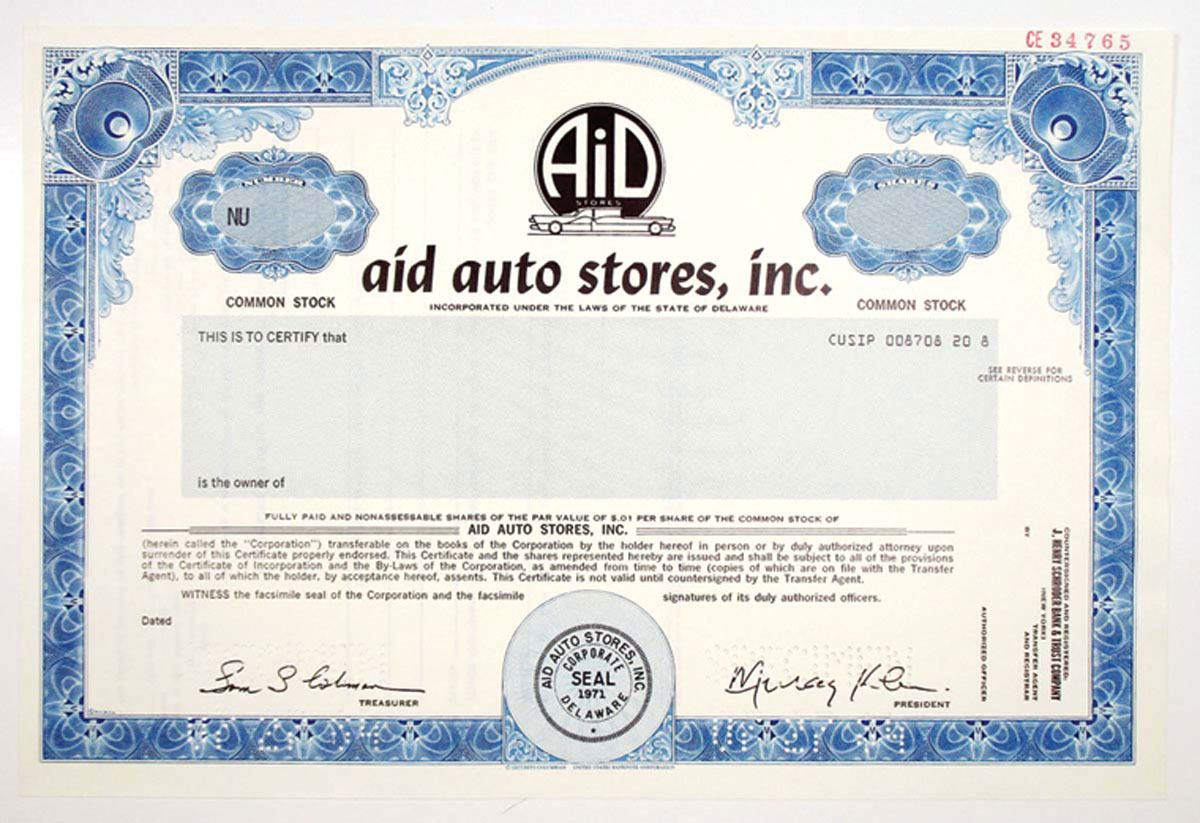 CE 34765
AiD
STORES
NUMBER
NU
SHARES
aid auto stores, inc.
INCORPORATED UNDER THE LAWS OF THE STATE OF DELAWARE
COMMON STOCK
COMMON STOCK
THIS IS TO CERTIFY that
CUSIP 008708 20 8
SEE REVERSE FOR
CERTAIN DEFINITIONS
is the owner of
FULLY PAID AND NONASSESSABLE SHARES OF THE PAR VALUE OF $.01 PER SHARE OF THE COMMON STOCK OF
AID AUTO STORES, INC.
(herein called the "Corporation") transferable on the books of the Corporation by the holder hereof in person or by duly authorized attorney upon
surrender of this Certificate properly endorsed. This Certificate and the shares represented hereby are issued and shall be subject to all of the provisions
of the Certificate of Incorporation and the By-Laws of the Corporation, as amended from time to time (copies of which are on file with the Transfer
Agent), to all of which the holder, by acceptance hereof, assents. This Certificate is not valid until countersigned by the Transfer Agent.
WITNESS the facsimile seal of the Corporation and the facsimile signatures of its duly authorized officers.
Dated
TREASURER
AID AUTO STORES, INC.
CORPORATE
SEAL
1971
DELAWARE
PRESIDENT
COUNTERSIGNED AND REGISTERED:
J. HENRY SCHRODER BANK & TRUST COMPANY
(NEW YORK)
TRANSFER AGENT
AND REGISTRAR
BY
AUTHORIZED OFFICER
UNITED STATES BANKNOTE CORPORATION